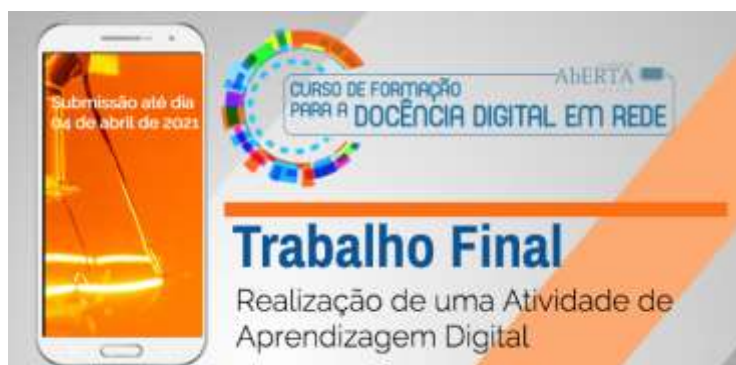 Submissão até dia
04 de abril de 2021
AbERTA
CURSO DE FORMAÇÃO
PARA A DOCÊNCIA DIGITAL EM REDE
Trabalho Final
Realização de uma Atividade de
Aprendizagem Digital